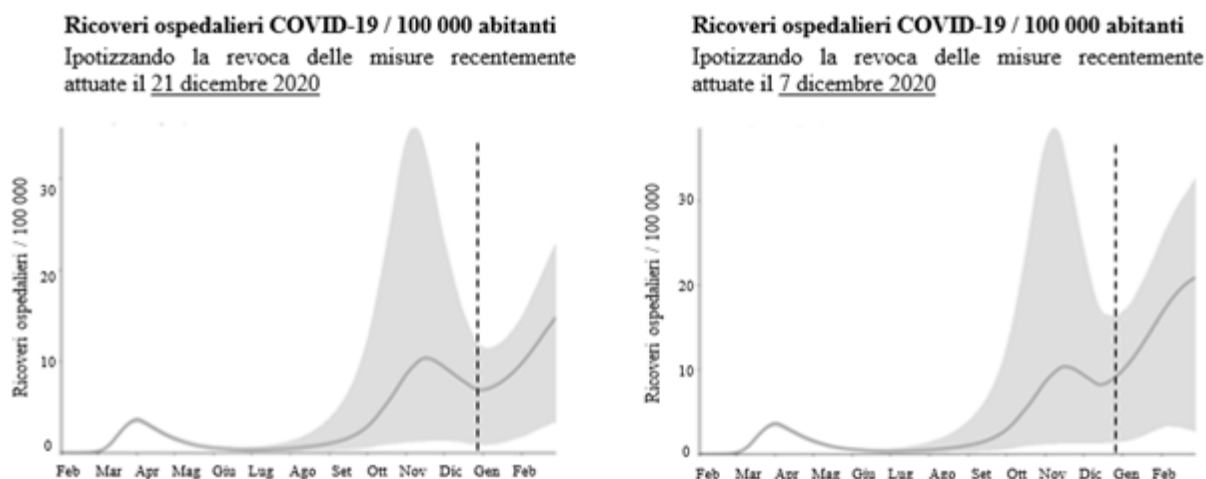 Ricoveri ospedalieri COVID-19 / 100 000 abitanti
Ipotizzando la revoca delle misure recentemente
attuate il 21 dicembre 2020
Ricoveri ospedalieri / 100 000
30
20
10
0
Feb Mar Apr Mag Giu Lug Ago Set Ott Nov Dic Gen Feb
Ricoveri ospedalieri COVID-19 / 100 000 abitanti
Ipotizzando la revoca delle misure recentemente
attuate il 7 dicembre 2020
Ricoveri ospedalieri / 100 000
30
20
10
0
Feb Mar Apr Mag Giu Lug Ago Set Ott Nov Dic Gen Feb